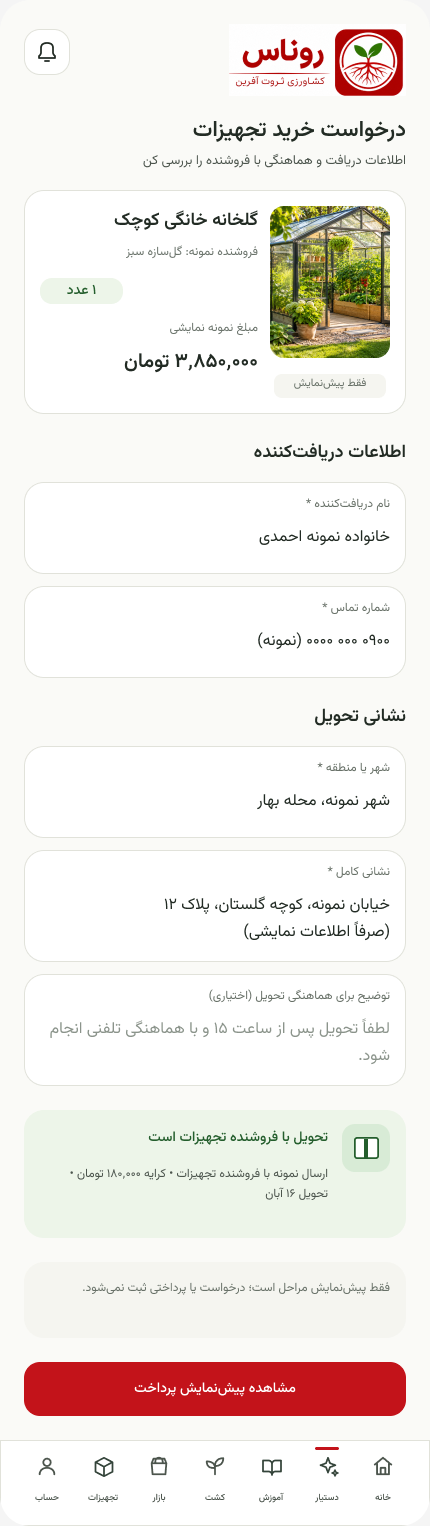 روناس
کشاورزی ثروت آفرین
درخواست خرید تجهیزات
اطلاعات دریافت و هماهنگی با فروشنده را بررسی کن
گلخانه خانگی کوچک
فروشنده نمونه: گل‌سازه سبز
۱ عدد
مبلغ نمونه نمایشی
۳,۸۵۰,۰۰۰ تومان
فقط پیش‌نمایش
اطلاعات دریافت‌کننده
نام دریافت‌کننده *
خانواده نمونه احمدی
شماره تماس *
۰۹۰۰ ۰۰۰ ۰۰۰۰ (نمونه)
نشانی تحویل
شهر یا منطقه *
شهر نمونه، محله بهار
نشانی کامل *
خیابان نمونه، کوچه گلستان، پلاک ۱۲
(صرفاً اطلاعات نمایشی)
توضیح برای هماهنگی تحویل (اختیاری)
لطفاً تحویل پس از ساعت ۱۵ و با هماهنگی تلفنی انجام
شود.
تحویل با فروشنده تجهیزات است
ارسال نمونه با فروشنده تجهیزات • کرایه ۱۸۰,۰۰۰ تومان •
تحویل ۱۶ آبان
فقط پیش‌نمایش مراحل است؛ درخواست یا پرداختی ثبت نمی‌شود.
مشاهده پیش‌نمایش پرداخت
خانه
دستیار
آموزش
کشت
بازار
تجهیزات
حساب